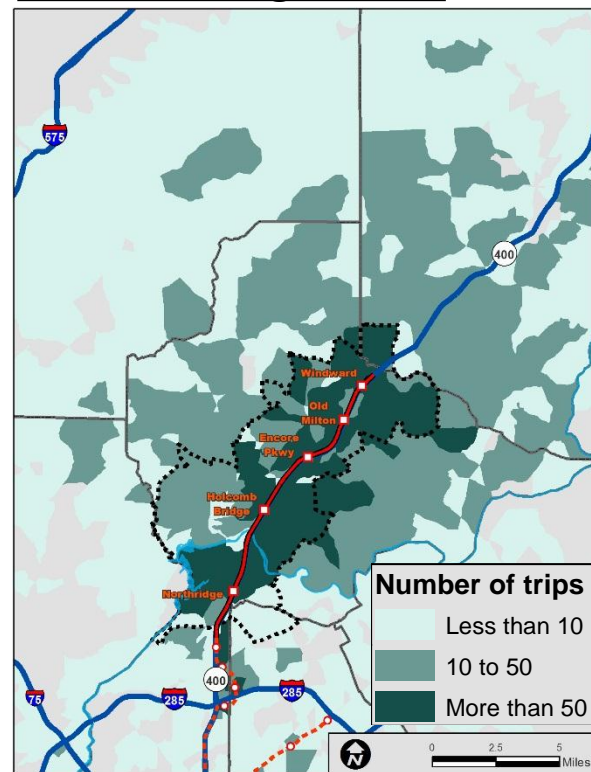 575
400
Windward
Old
Milton
Encore
Pkwy
Holcomb
Bridge
Northridge
Number of trips
Less than 10
10 to 50
More than 50
400
75
285
285
N
0 2.5 5
Miles